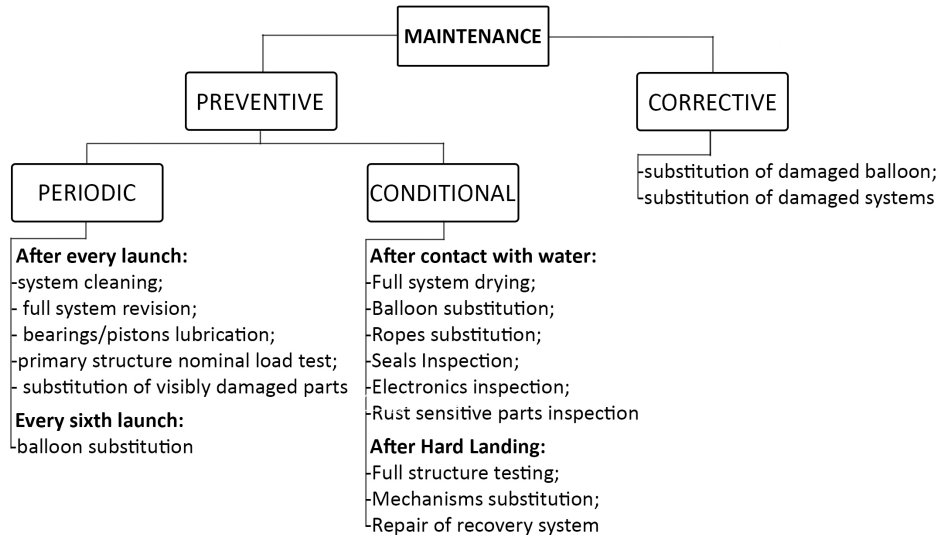 MAINTENANCE
PREVENTIVE
CORRECTIVE
-substitution of damaged balloon;
-substitution of damaged systems
PERIODIC
CONDITIONAL
After every launch:
-system cleaning;
- full system revision;
- bearings/pistons lubrication;
-primary structure nominal load test;
- substitution of visibly damaged parts
Every sixth launch:
-balloon substitution
After contact with water:
-Full system drying;
-Balloon substitution;
-Ropes substitution;
-Seals Inspection;
-Electronics inspection;
-Rust sensitive parts inspection
After Hard Landing:
-Full structure testing;
-Mechanisms substitution;
-Repair of recovery system